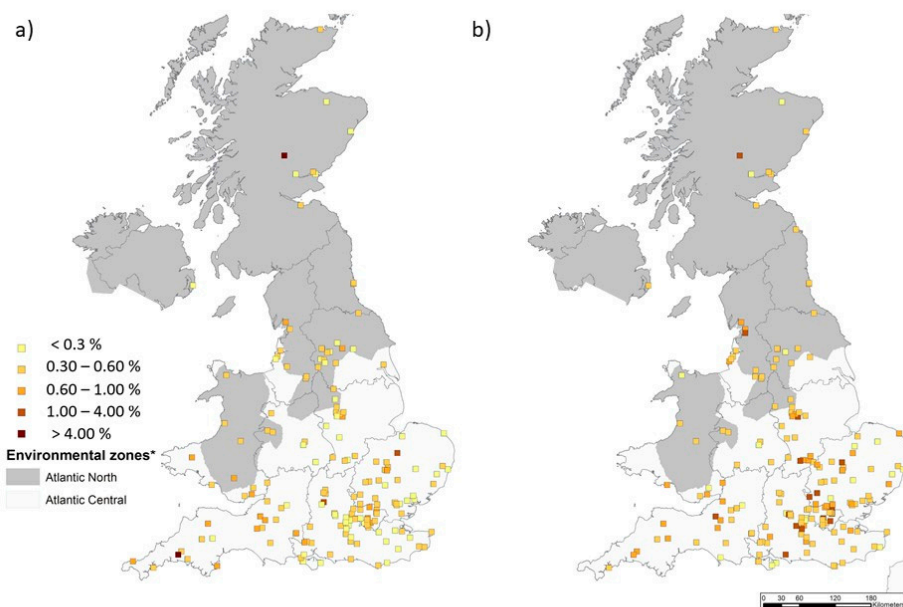 a)
b)
< 0.3 %
0.30 – 0.60 %
0.60 – 1.00 %
1.00 – 4.00 %
> 4.00 %
Environmental zones*
Atlantic North
Atlantic Central
0 30 60 120 180
Kilometers